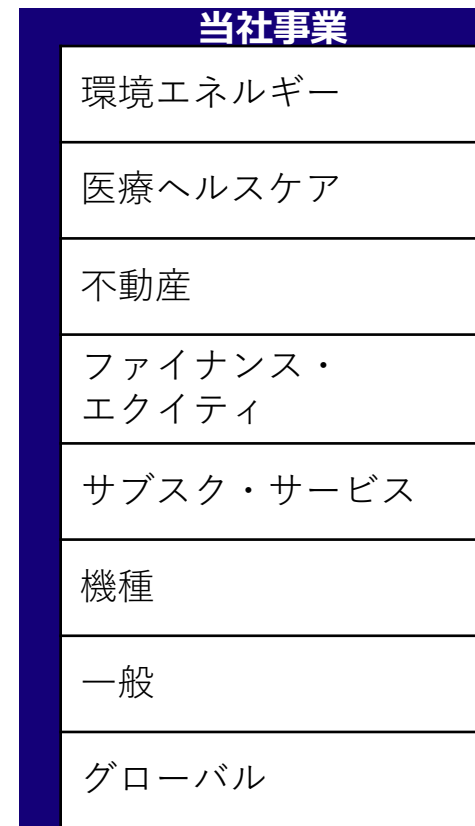 当社事業
環境エネルギー
医療ヘルスケア
不動産
ファイナンス・
エクイティ
サブスク・サービス
機種
一般
グローバル